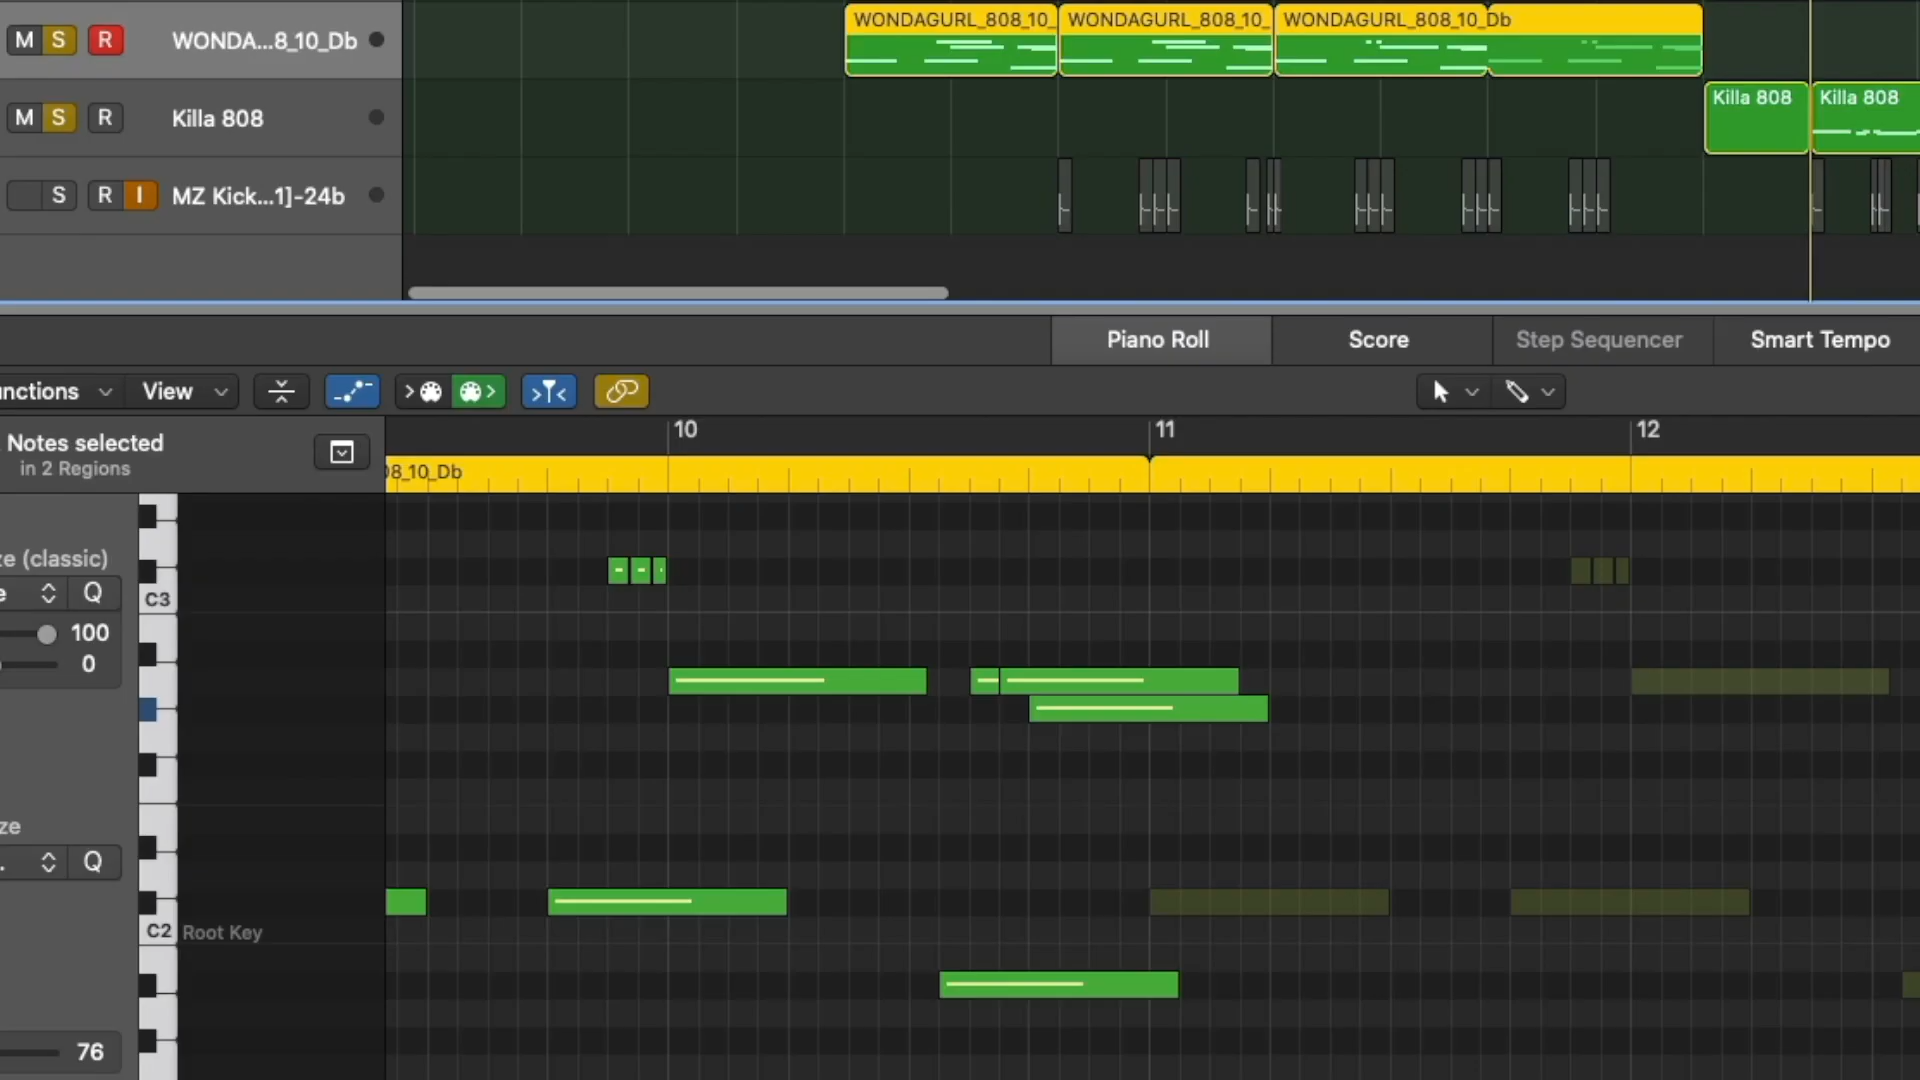 M S R WONDA...8_10_Db
WONDAGURL_808_10_ WONDAGURL_808_10_ WONDAGURL_808_10_Db
M S R Killa 808
Killa 808 Killa 808
S R I MZ Kick...1]-24b
Piano Roll Score Step Sequencer Smart Tempo
unctions View
10 11 12
Notes selected
in 2 Regions
08_10_Db
ze (classic)
e Q
C3
100
0
ze
. Q
C2 Root Key
76